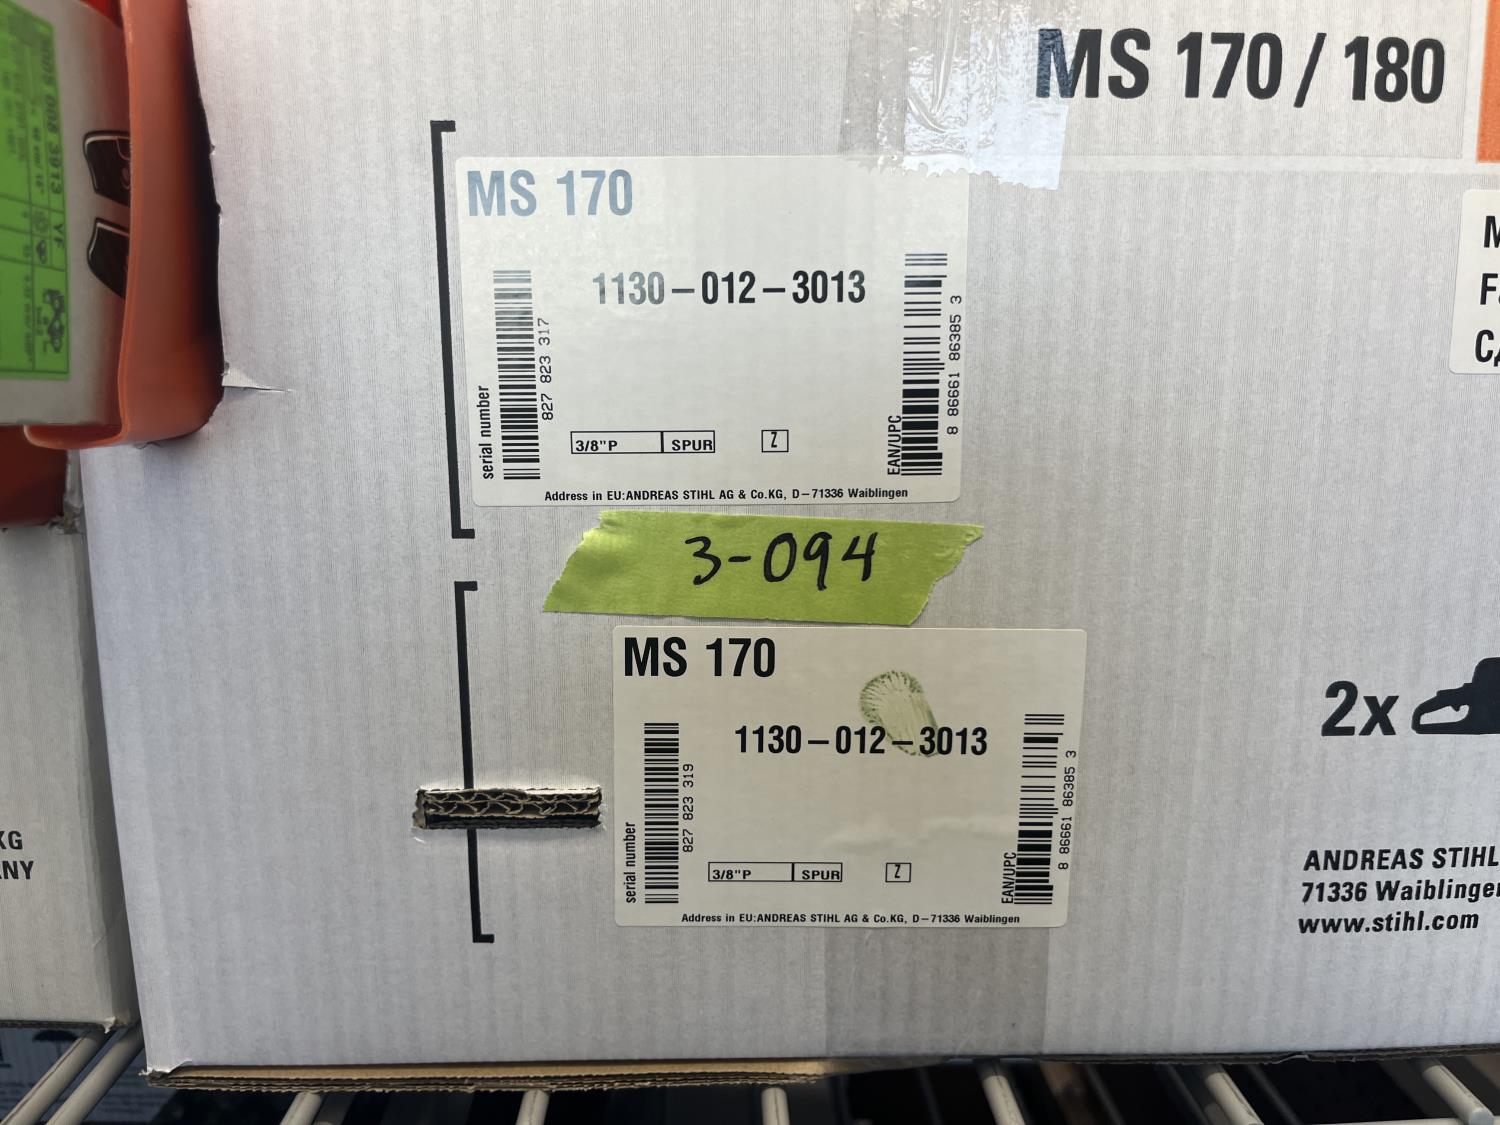 MS 170 / 180
MS 170
1130-012-3013
serial number
827 823 317
3/8"P SPUR Z
EAN/UPC
8 86661 86385 3
Address in EU:ANDREAS STIHL AG & Co.KG, D-71336 Waiblingen
3-094
MS 170
1130-012-3013
serial number
827 823 319
3/8"P SPUR Z
EAN/UPC
8 86661 86385 3
Address in EU:ANDREAS STIHL AG & Co.KG, D-71336 Waiblingen
2x
ANDREAS STIHL
71336 Waiblingen
www.stihl.com
KG